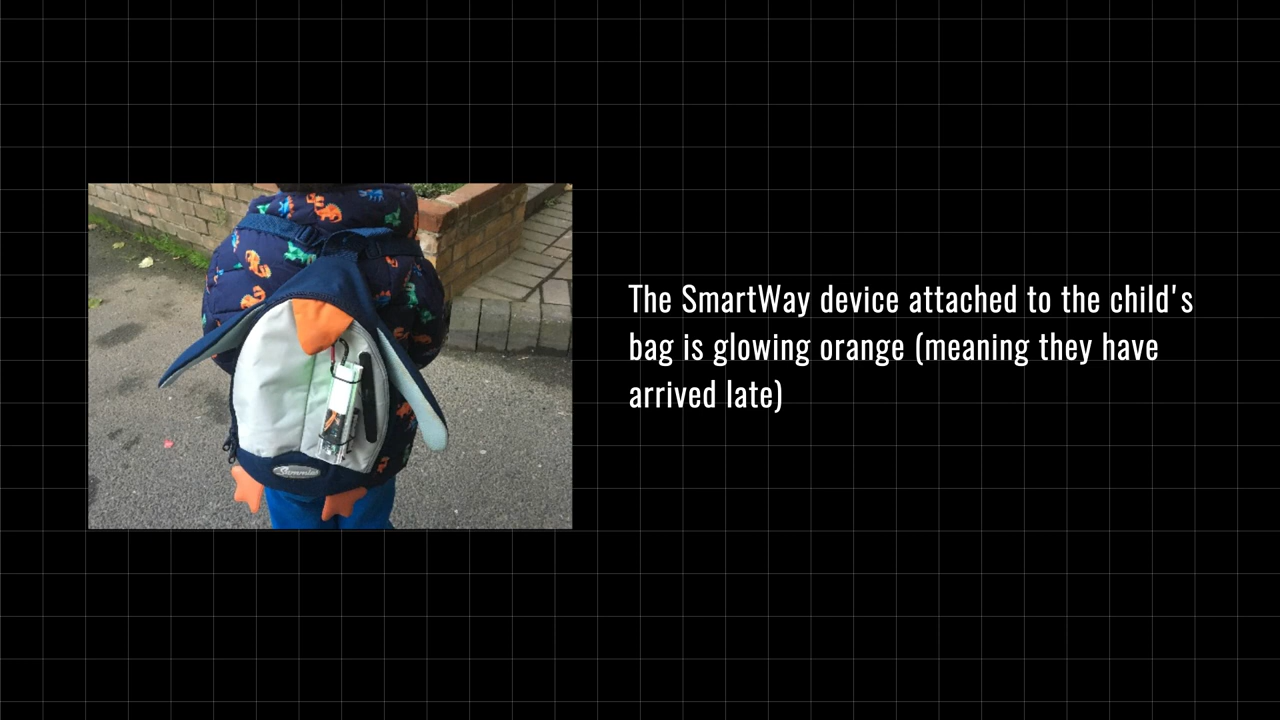 The SmartWay device attached to the child's
bag is glowing orange (meaning they have
arrived late)